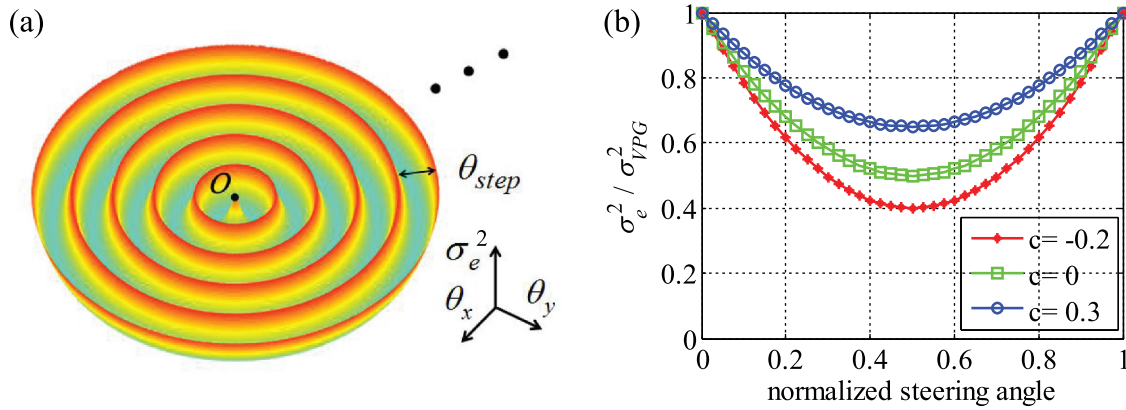 (a)
O
θ_step
σ_e^2
θ_x
θ_y
(b)
σ_e^2 / σ_VPG^2
1
0.8
0.6
0.4
0.2
0
0 0.2 0.4 0.6 0.8 1
normalized steering angle
c= -0.2
c= 0
c= 0.3